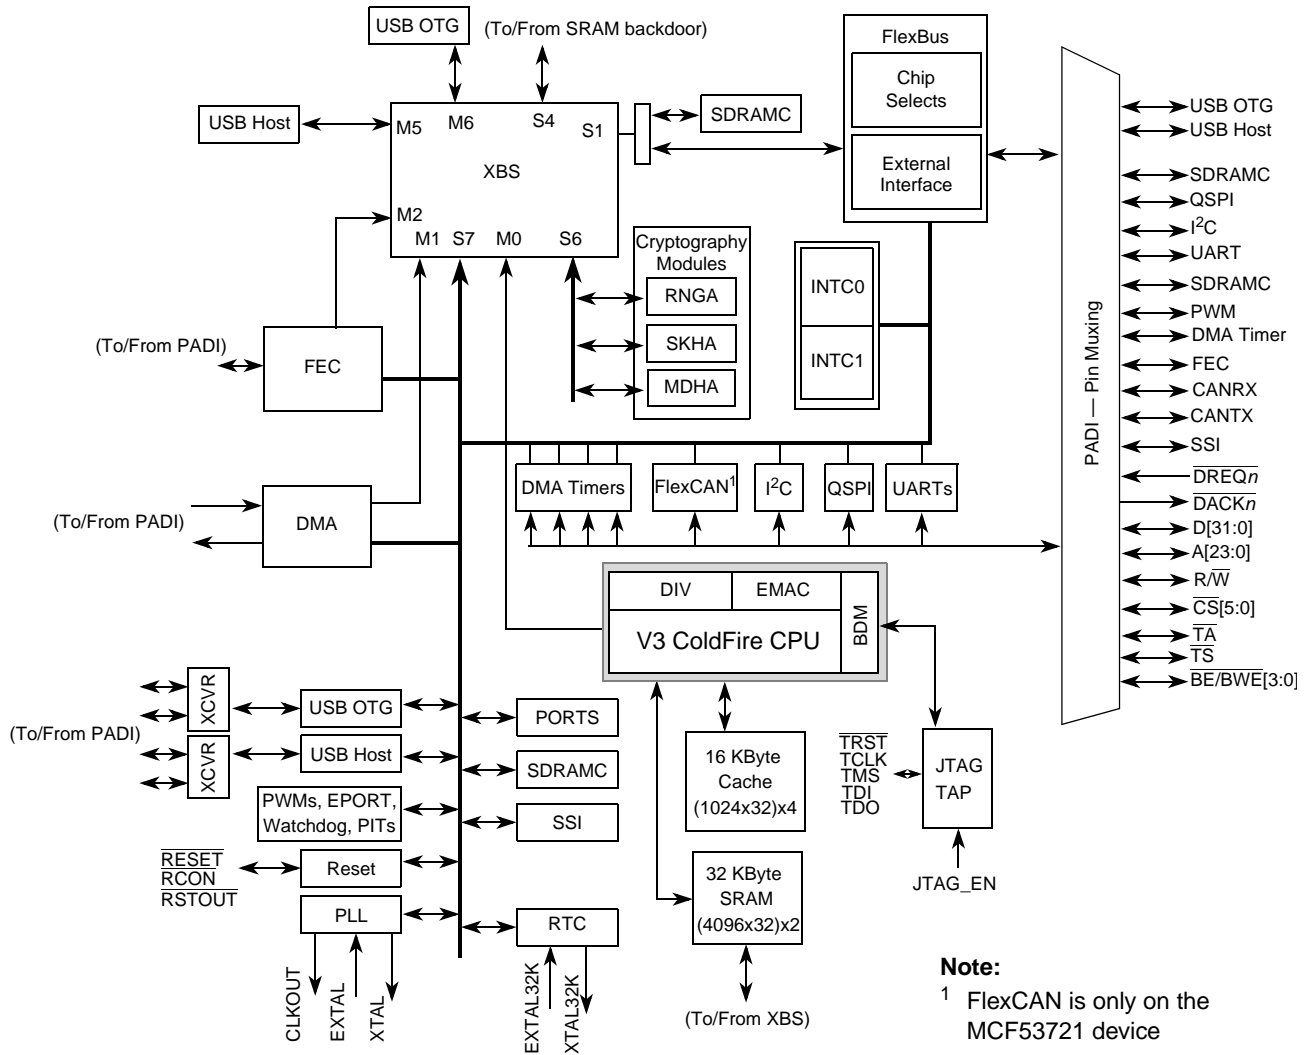 USB OTG
(To/From SRAM backdoor)
FlexBus
Chip
Selects
External
Interface
USB Host
M5
M6
S4
S1
XBS
M2
M1
S7
M0
S6
SDRAMC
Cryptography
Modules
RNGA
SKHA
MDHA
INTC0
INTC1
(To/From PADI)
FEC
(To/From PADI)
DMA
DMA Timers
FlexCAN¹
I²C
QSPI
UARTs
DIV
EMAC
BDM
V3 ColdFire CPU
XCVR
USB OTG
(To/From PADI)
XCVR
USB Host
PORTS
SDRAMC
PWMs, EPORT,
Watchdog, PITs
SSI
RESET
RCON
RSTOUT
Reset
PLL
RTC
CLKOUT
EXTAL
XTAL
EXTAL32K
XTAL32K
16 KByte
Cache
(1024x32)x4
32 KByte
SRAM
(4096x32)x2
(To/From XBS)
TRST
TCLK
TMS
TDI
TDO
JTAG
TAP
JTAG_EN
PADI — Pin Muxing
USB OTG
USB Host
SDRAMC
QSPI
I²C
UART
SDRAMC
PWM
DMA Timer
FEC
CANRX
CANTX
SSI
DREQn
DACKn
D[31:0]
A[23:0]
R/W
CS[5:0]
TA
TS
BE/BWE[3:0]
Note:
1 FlexCAN is only on the
MCF53721 device